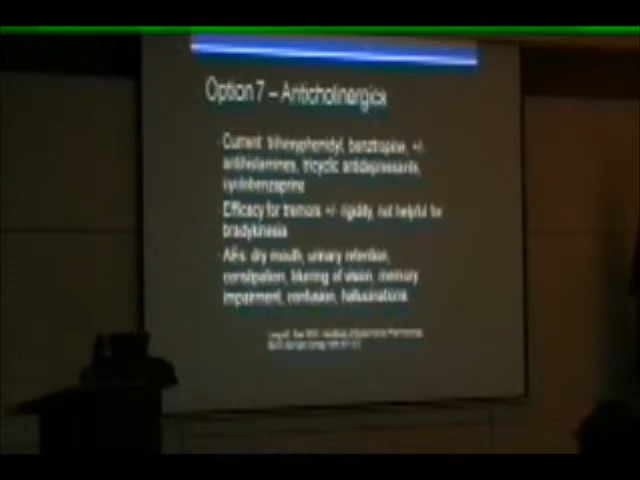 Option 7 – Anticholinergics
Current: trihexyphenidyl, benztropine, +/-
antihistamines, tricyclic antidepressants,
cyclobenzaprine
Efficacy for tremors +/- rigidity, not helpful for
bradykinesia
AEs: dry mouth, urinary retention,
constipation, blurring of vision, memory
impairment, confusion, hallucinations